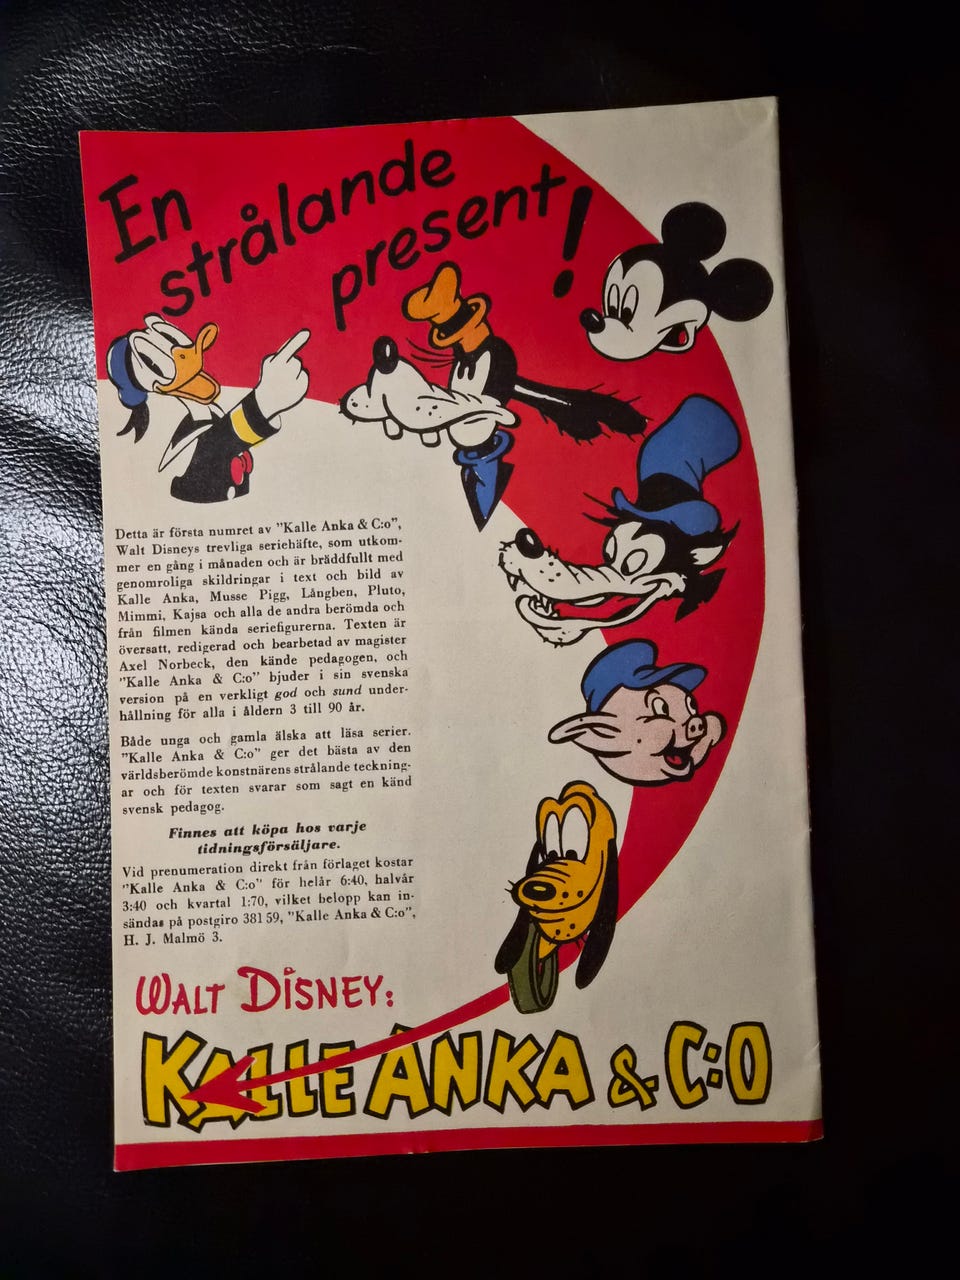 En
strålande
present!
Detta är första numret av "Kalle Anka & C:o",
Walt Disneys trevliga seriehäfte, som utkom-
mer en gång i månaden och är bräddfullt med
genomroliga skildringar i text och bild av
Kalle Anka, Musse Pigg, Långben, Pluto,
Mimmi, Kajsa och alla de andra berömda och
från filmen kända seriefigurerna. Texten är
översatt, redigerad och bearbetad av magister
Axel Norbeck, den kände pedagogen, och
"Kalle Anka & C:o" bjuder i sin svenska
version på en verkligt god och sund under-
hållning för alla i åldern 3 till 90 år.
Både unga och gamla älska att läsa serier.
"Kalle Anka & C:o" ger det bästa av den
världsberömde konstnärens strålande teckning-
ar och för texten svarar som sagt en känd
svensk pedagog.
Finnes att köpa hos varje
tidningsförsäljare.
Vid prenumeration direkt från förlaget kostar
"Kalle Anka & C:o" för helår 6:40, halvår
3:40 och kvartal 1:70, vilket belopp kan in-
sändas på postgiro 381 59, "Kalle Anka & C:o",
H. J. Malmö 3.
WALT DISNEY:
KALLE ANKA & C:O